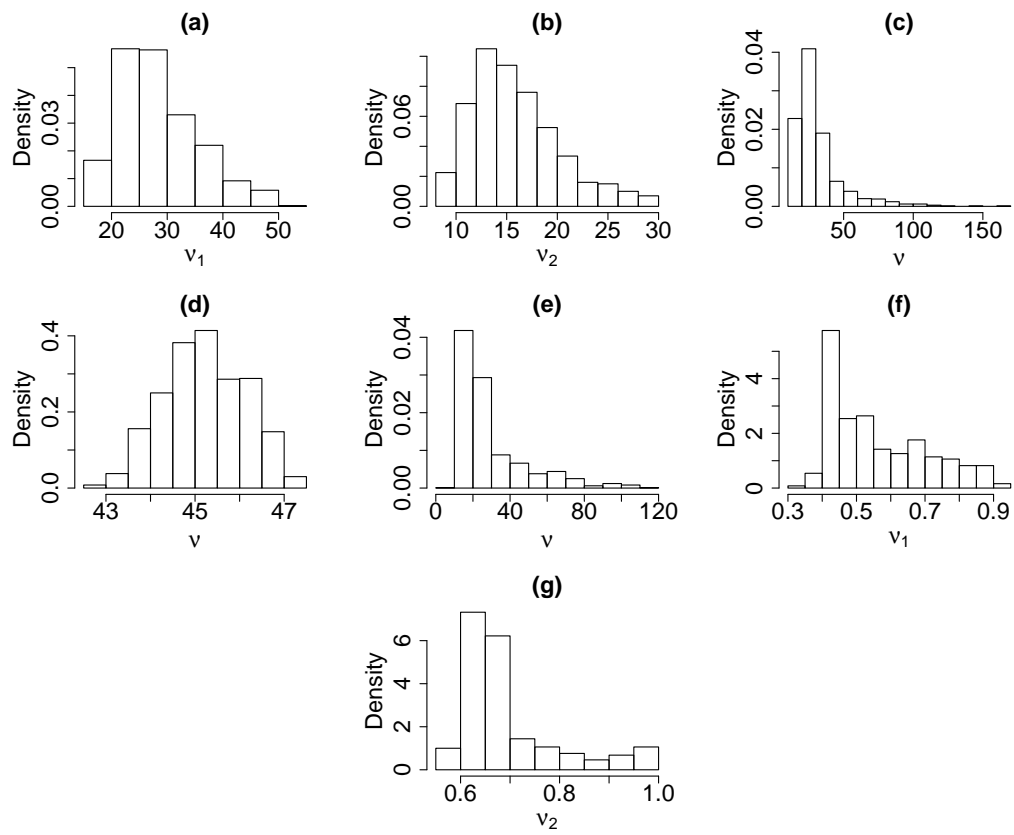 (a)
Density
0.00 0.03
20 30 40 50
ν1
(b)
Density
0.00 0.06
10 15 20 25 30
ν2
(c)
Density
0.00 0.02 0.04
50 100 150
ν
(d)
Density
0.0 0.2 0.4
43 45 47
ν
(e)
Density
0.00 0.02 0.04
0 40 80 120
ν
(f)
Density
0 2 4
0.3 0.5 0.7 0.9
ν1
(g)
Density
0 2 4 6
0.6 0.8 1.0
ν2